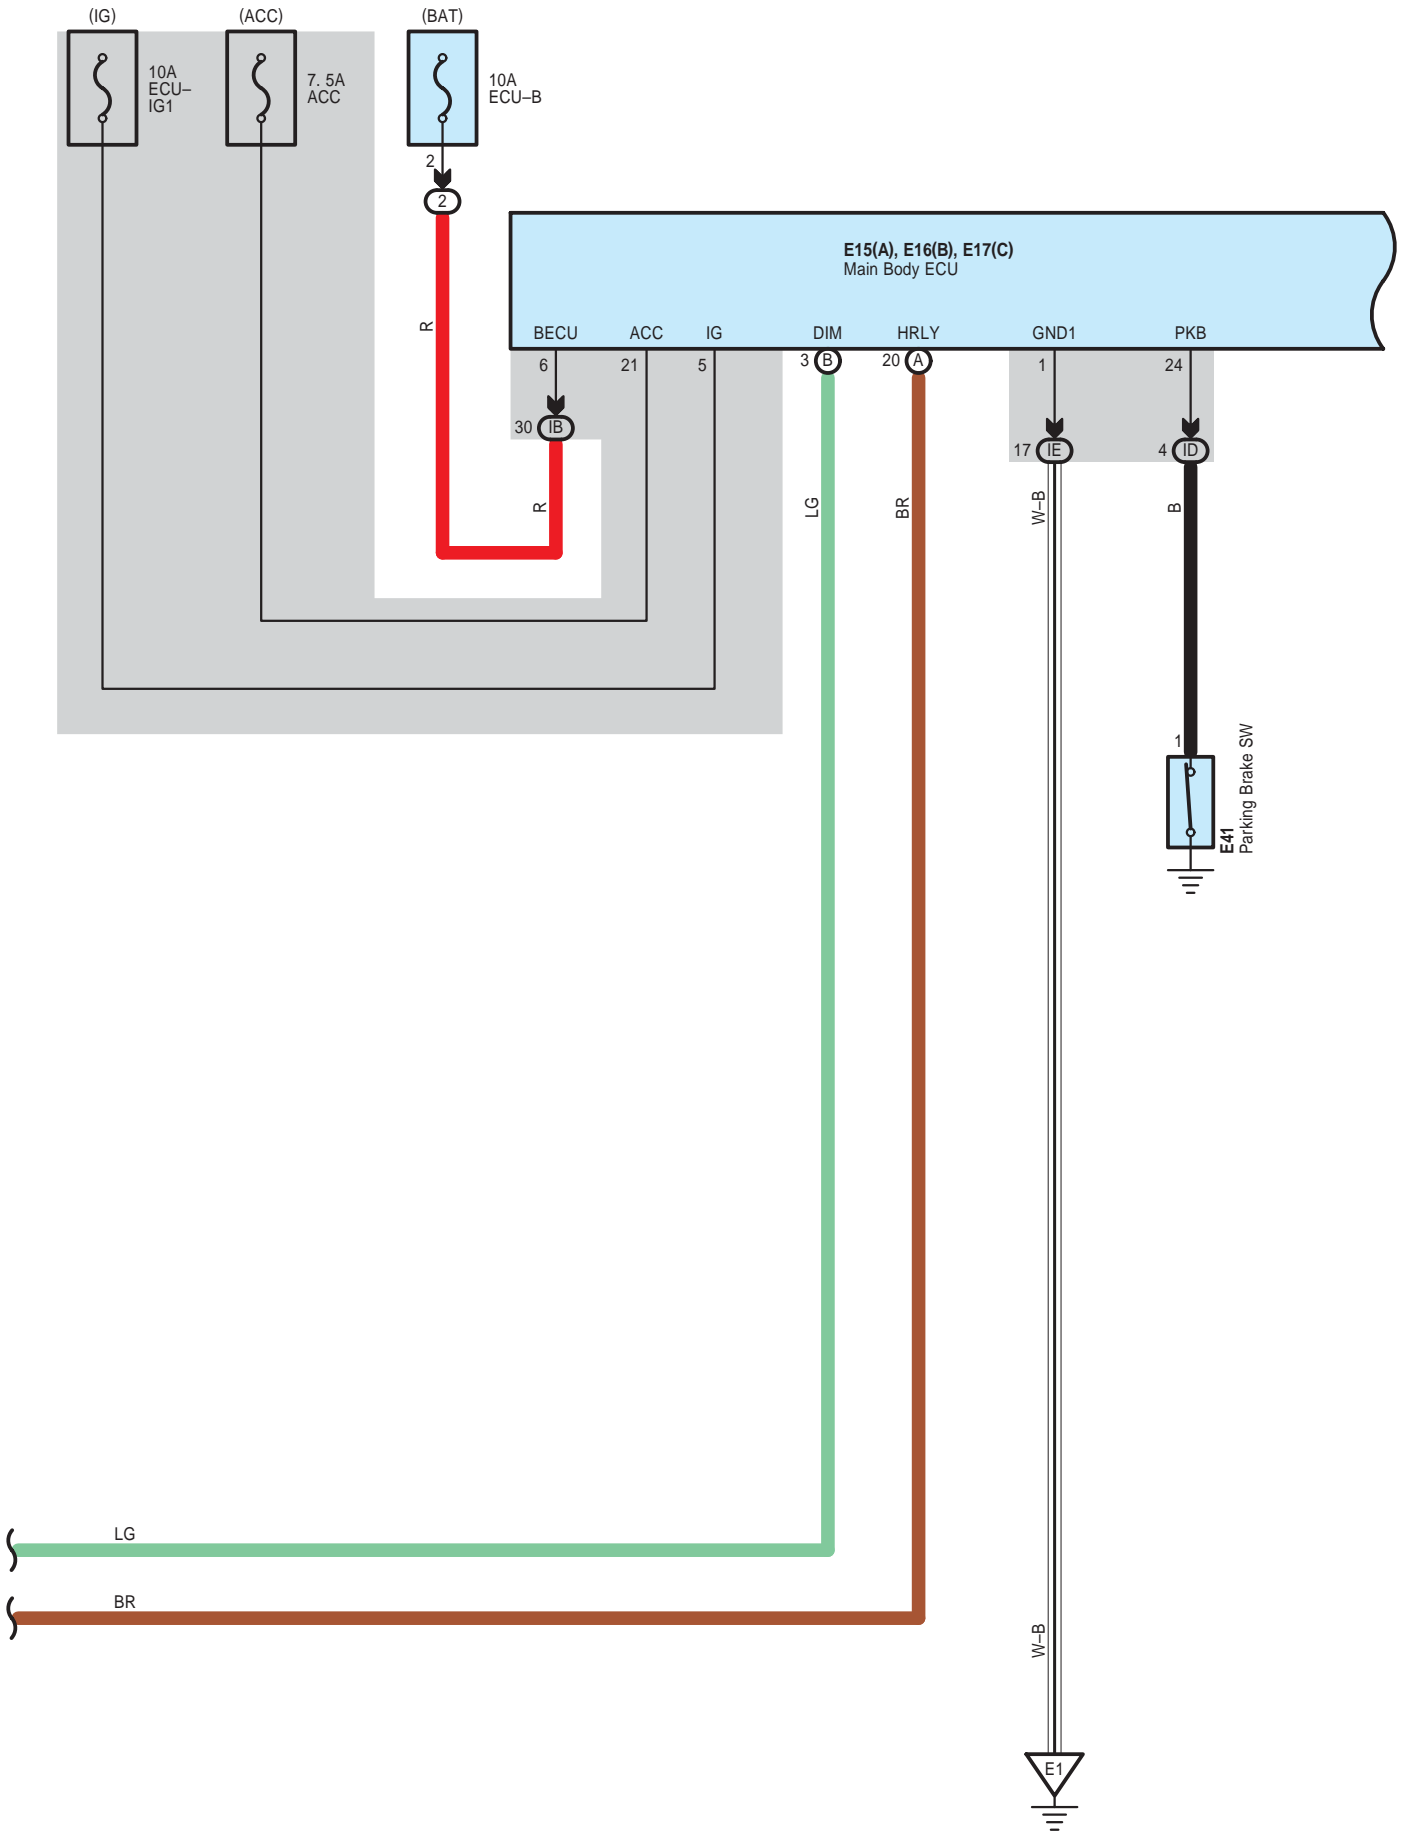 (IG)
(ACC)
(BAT)
10A
ECU–
IG1
7. 5A
ACC
10A
ECU–B
2
2
R
E15(A), E16(B), E17(C)
Main Body ECU
BECU
ACC
IG
DIM
HRLY
GND1
PKB
6
21
5
3
B
20
A
1
24
30
IB
17
IE
4
ID
R
LG
BR
W–B
B
1
E41
Parking Brake SW
LG
BR
W–B
E1